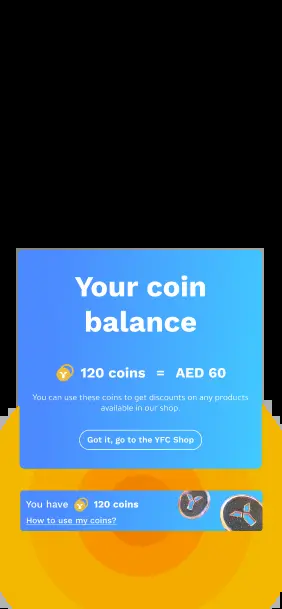 Your coin
balance
120 coins = AED 60
You can use these coins to get discounts on any products
available in our shop.
Got it, go to the YFC Shop
You have 120 coins
How to use my coins?